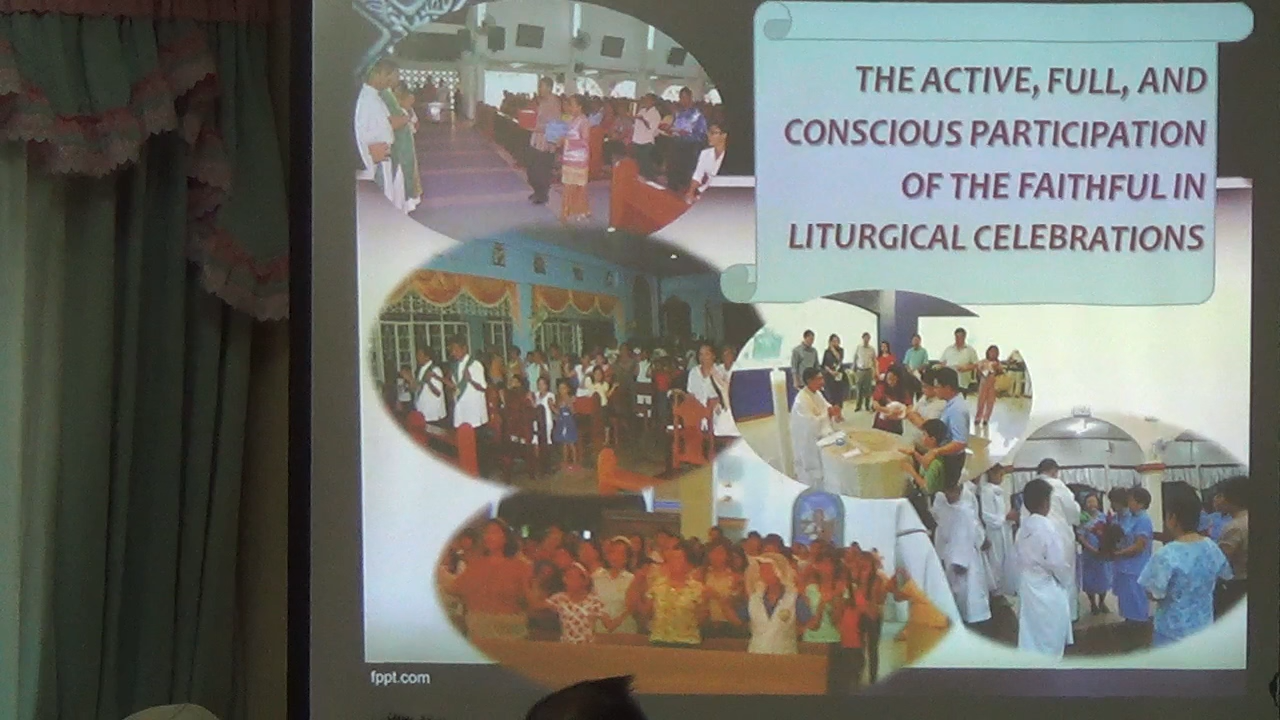 THE ACTIVE, FULL, AND
CONSCIOUS PARTICIPATION
OF THE FAITHFUL IN
LITURGICAL CELEBRATIONS
fppt.com